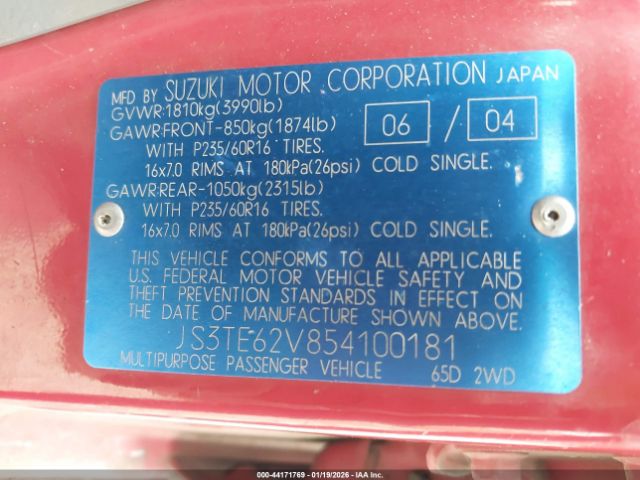 MFD BY SUZUKI MOTOR CORPORATION JAPAN
GVWR:1810kg(3990lb)
GAWR:FRONT-850kg(1874lb)
06 / 04
WITH P235/60R16 TIRES.
16x7.0 RIMS AT 180kPa(26psi) COLD SINGLE.
GAWR:REAR-1050kg(2315lb)
WITH P235/60R16 TIRES.
16x7.0 RIMS AT 180kPa(26psi) COLD SINGLE.
THIS VEHICLE CONFORMS TO ALL APPLICABLE
U.S. FEDERAL MOTOR VEHICLE SAFETY AND
THEFT PREVENTION STANDARDS IN EFFECT ON
THE DATE OF MANUFACTURE SHOWN ABOVE.
JS3TE62V854100181
MULTIPURPOSE PASSENGER VEHICLE 65D 2WD
000-44171769 - 01/19/2026 - IAA Inc.